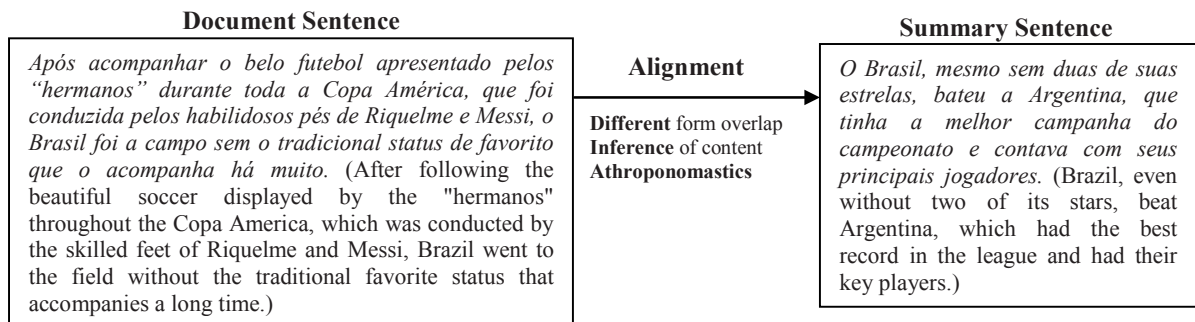 Document Sentence
Após acompanhar o belo futebol apresentado pelos
“hermanos” durante toda a Copa América, que foi
conduzida pelos habilidosos pés de Riquelme e Messi, o
Brasil foi a campo sem o tradicional status de favorito
que o acompanha há muito. (After following the
beautiful soccer displayed by the "hermanos"
throughout the Copa America, which was conducted by
the skilled feet of Riquelme and Messi, Brazil went to
the field without the traditional favorite status that
accompanies a long time.)
Alignment
Different form overlap
Inference of content
Athroponomastics
Summary Sentence
O Brasil, mesmo sem duas de suas
estrelas, bateu a Argentina, que
tinha a melhor campanha do
campeonato e contava com seus
principais jogadores. (Brazil, even
without two of its stars, beat
Argentina, which had the best
record in the league and had their
key players.)